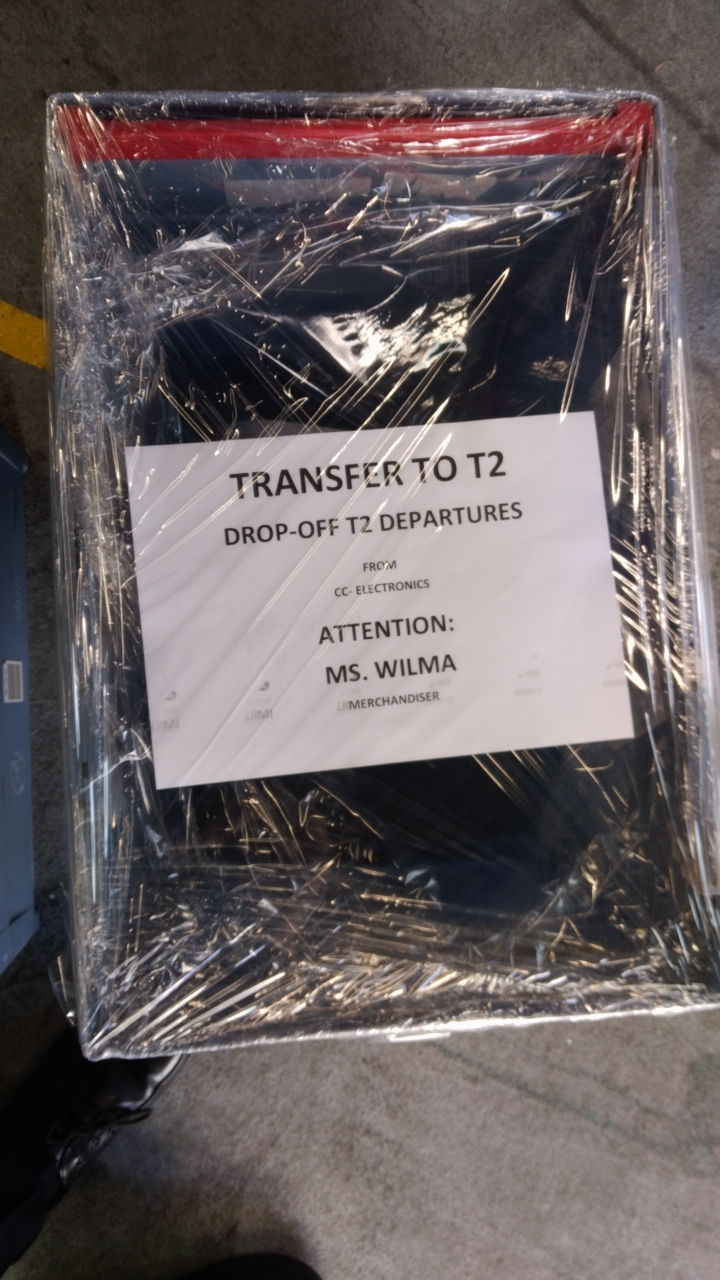 TRANSFER TO T2
DROP-OFF T2 DEPARTURES
FROM
CC- ELECTRONICS
ATTENTION:
MS. WILMA
MERCHANDISER